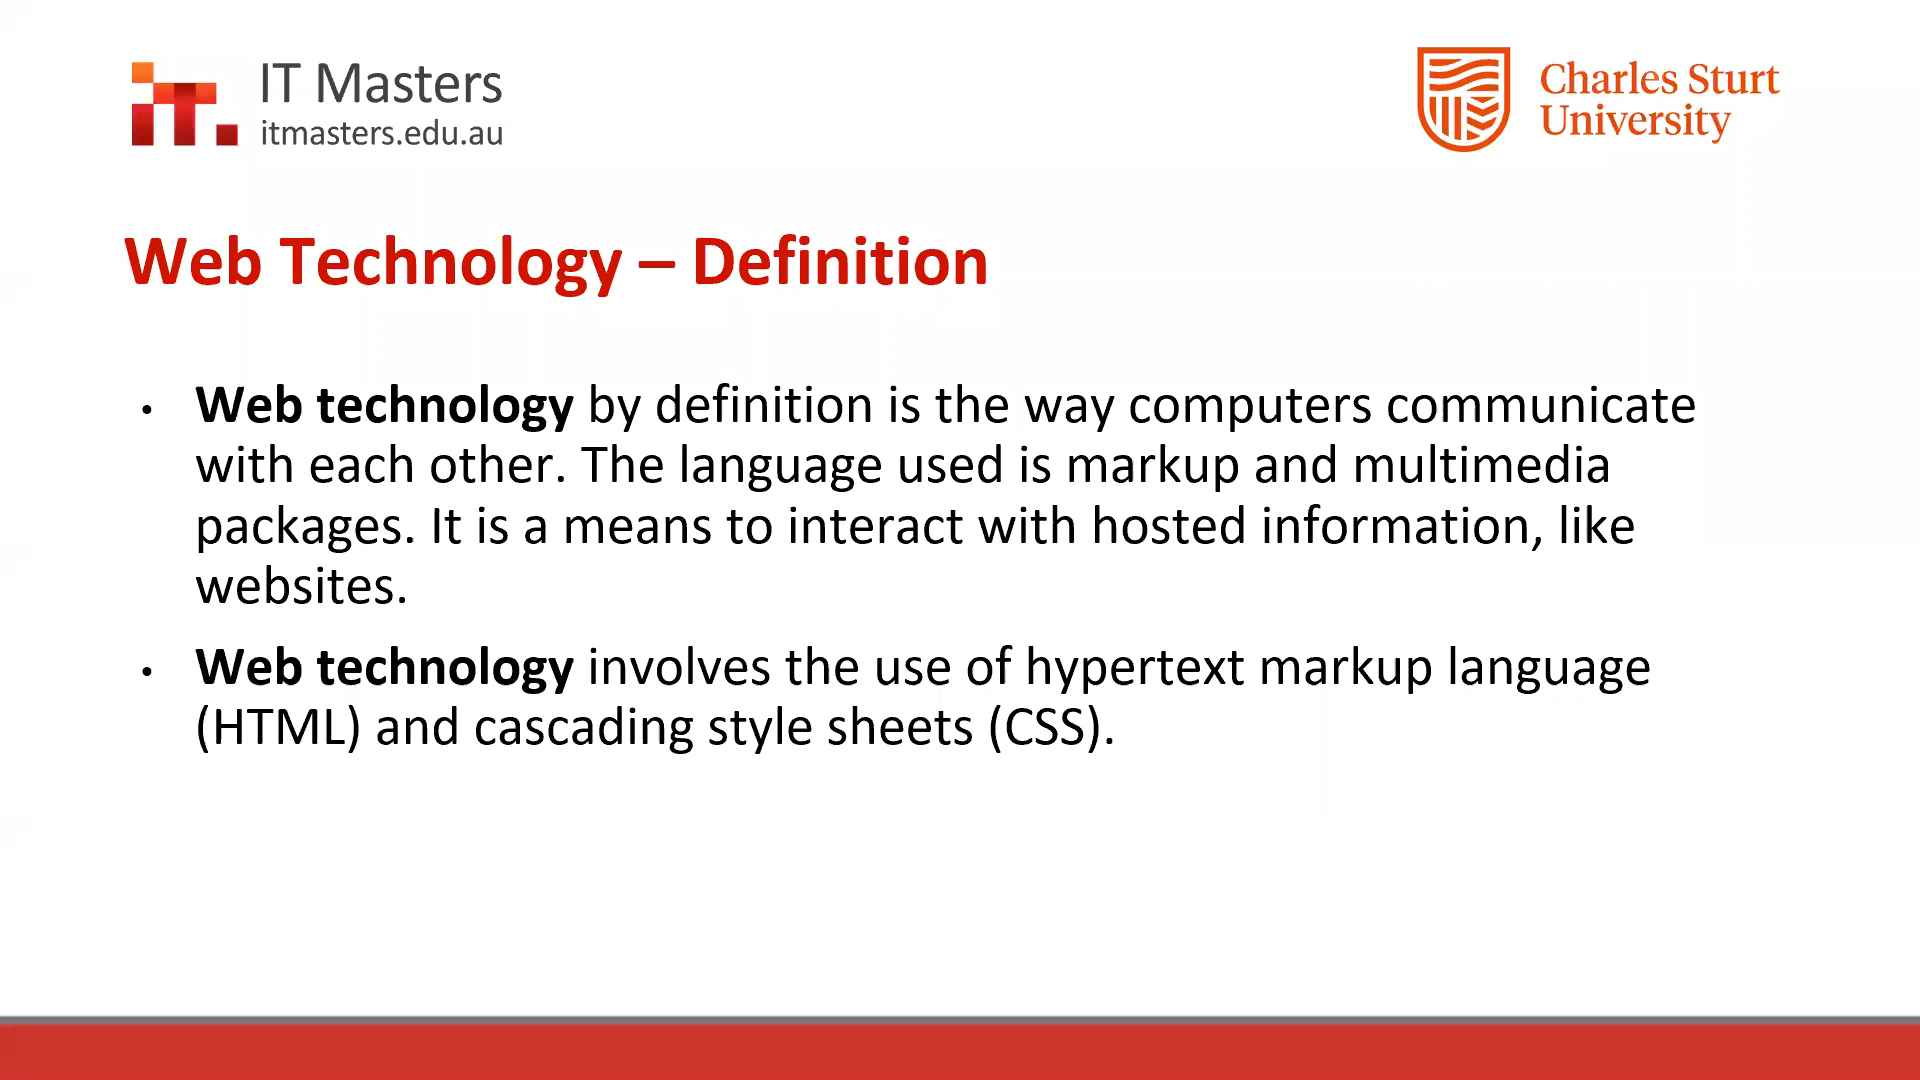 IT Masters
itmasters.edu.au
Charles Sturt
University
Web Technology – Definition
• Web technology by definition is the way computers communicate
with each other. The language used is markup and multimedia
packages. It is a means to interact with hosted information, like
websites.
• Web technology involves the use of hypertext markup language
(HTML) and cascading style sheets (CSS).